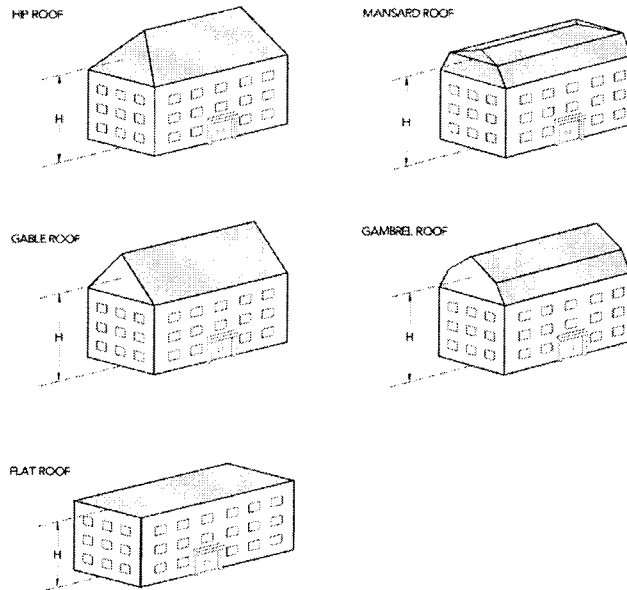 HIP ROOF
MANSARD ROOF
H
H
GABLE ROOF
GAMBREL ROOF
H
H
FLAT ROOF
H